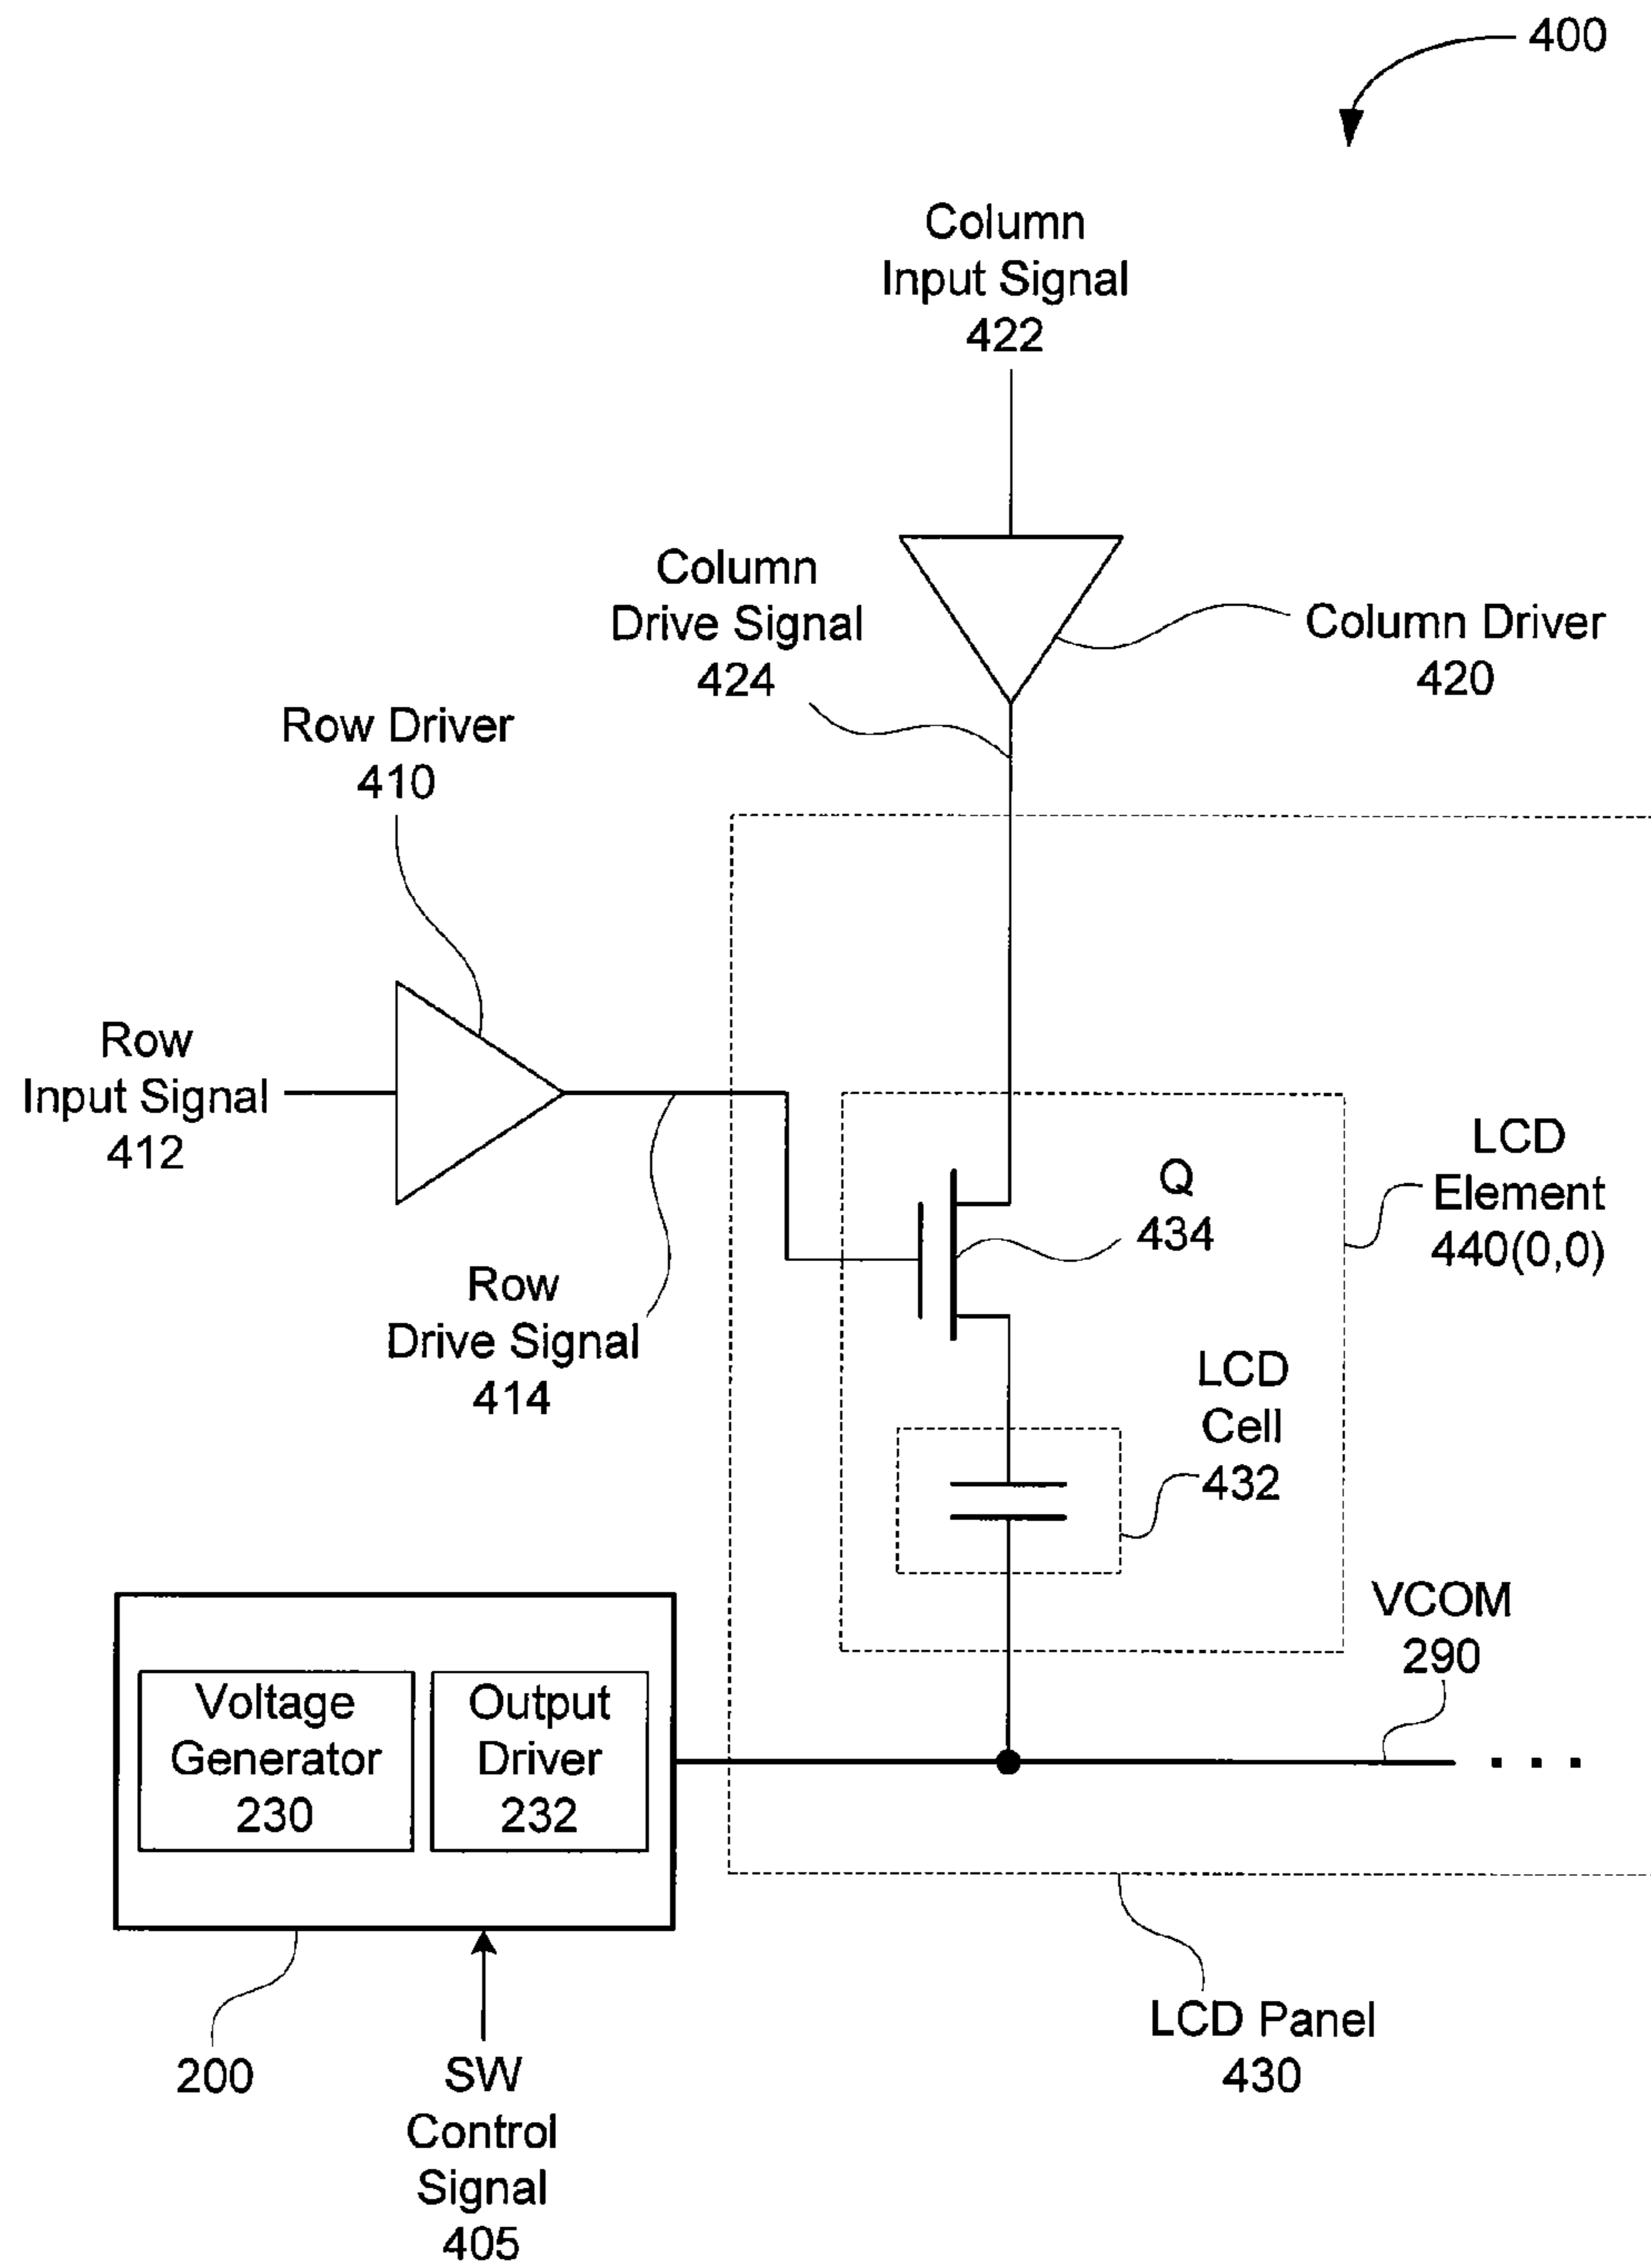 400
Column
Input Signal
422
Column
Drive Signal
424
Column Driver
420
Row Driver
410
Row
Input Signal
412
Row
Drive Signal
414
Q
434
LCD
Element
440(0,0)
LCD
Cell
432
VCOM
290
Voltage
Generator
230
Output
Driver
232
200
SW
Control
Signal
405
LCD Panel
430